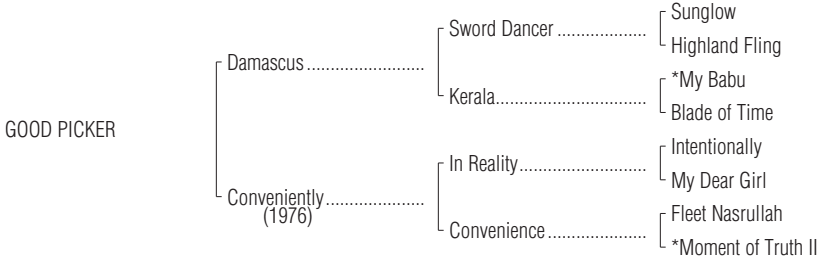 Sunglow
Sword Dancer ...................
Highland Fling
Damascus .........................
*My Babu
Kerala................................
Blade of Time
GOOD PICKER
Intentionally
In Reality...........................
My Dear Girl
Conveniently.....................
(1976)
Fleet Nasrullah
Convenience .....................
*Moment of Truth II